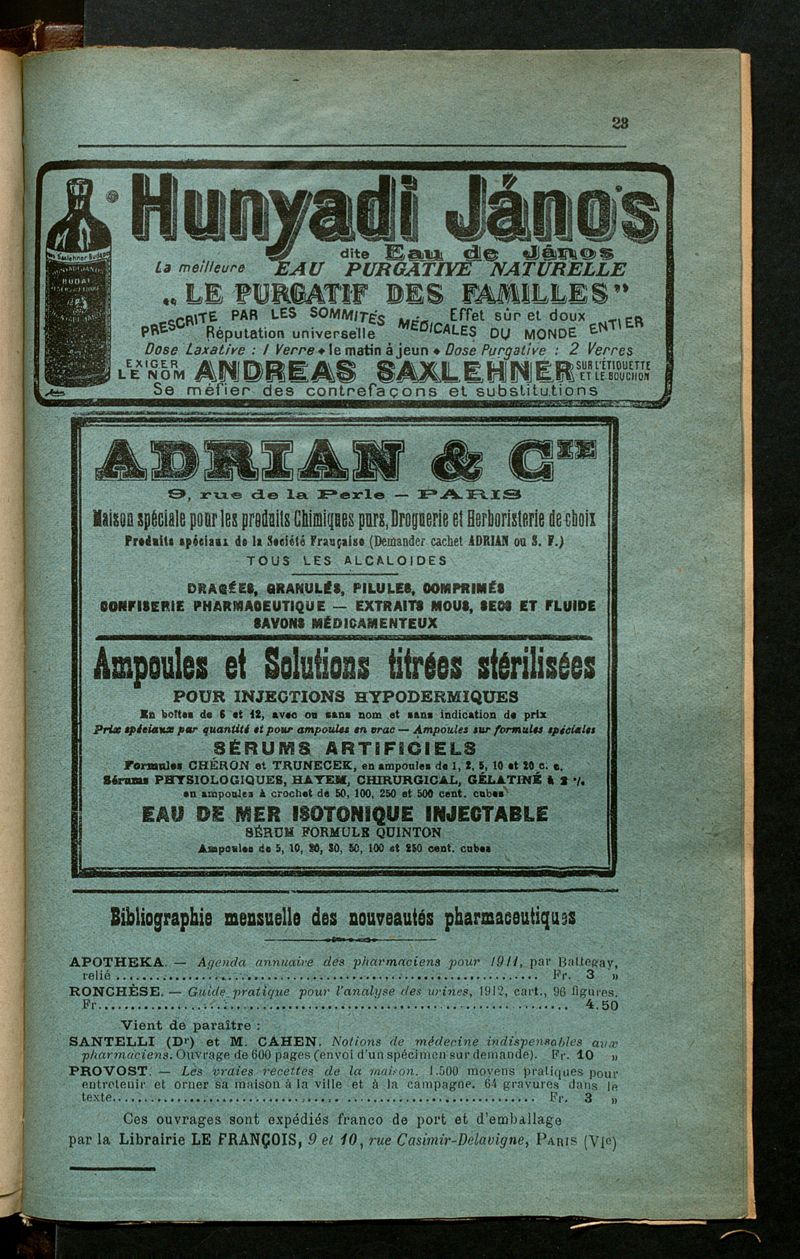 23
Hunyadi János
dite Eau de János
La meilleure EAU PURGATIVE NATURELLE
„ LE PURGATIF DES FAMILLES”
PRESCRITE PAR LES SOMMITÉS MÉDICALES DU MONDE ENTIER
Effet sûr et doux
Réputation universelle
Dose Laxative : 1 Verre ♦ le matin à jeun ♦ Dose Purgative : 2 Verres
EXIGER LE NOM ANDREAS SAXLEHNER SUR L'ÉTIQUETTE ET LE BOUCHON
Se méfier des contrefaçons et substitutions
ADRIAN & CIE
9, rue de la Perle — PARIS
Maison spéciale pour les produits Chimiques purs, Droguerie et Herboristerie de choix
Produits spéciaux de la Société Française (Demander cachet ADRIAN ou S. F.)
TOUS LES ALCALOIDES
DRAGÉES, GRANULÉS, PILULES, COMPRIMÉS
CONFISERIE PHARMACEUTIQUE — EXTRAITS MOUS, SECS ET FLUIDE
SAVONS MÉDICAMENTEUX
Ampoules et Solutions titrées stérilisées
POUR INJECTIONS HYPODERMIQUES
En boîtes de 6 et 12, avec ou sans nom et sans indication de prix
Prix spéciaux par quantité et pour ampoules en vrac — Ampoules sur formules spéciales
SÉRUMS ARTIFICIELS
Formules CHÉRON et TRUNECEK, en ampoules de 1, 2, 5, 10 et 20 c. c.
Sérums PHYSIOLOGIQUES, HAYEM, CHIRURGICAL, GÉLATINÉ à 2 %
en ampoules à crochet de 50, 100, 250 et 500 cent. cubes
EAU DE MER ISOTONIQUE INJECTABLE
SÉRUM FORMULE QUINTON
Ampoules de 5, 10, 20, 30, 50, 100 et 250 cent. cubes
Bibliographie mensuelle des nouveautés pharmaceutiques
APOTHEKA. — Agenda annuaire des pharmaciens pour 1911, par Battegay,
relié .......... Fr. 3 »
RONCHÈSE. — Guide pratique pour l'analyse des urines, 1912, cart., 96 figures.
Fr.......... 4.50
Vient de paraître :
SANTELLI (Dr) et M. CAHEN. Notions de médecine indispensables aux
pharmaciens. Ouvrage de 600 pages (envoi d'un spécimen sur demande). Fr. 10 »
PROVOST. — Les vraies recettes de la maison. 1.500 moyens pratiques pour
entretenir et orner sa maison à la ville et à la campagne. 64 gravures dans le
texte.......... Fr. 3 »
Ces ouvrages sont expédiés franco de port et d'emballage
par la Librairie LE FRANÇOIS, 9 et 10, rue Casimir-Delavigne, PARIS (VIe)